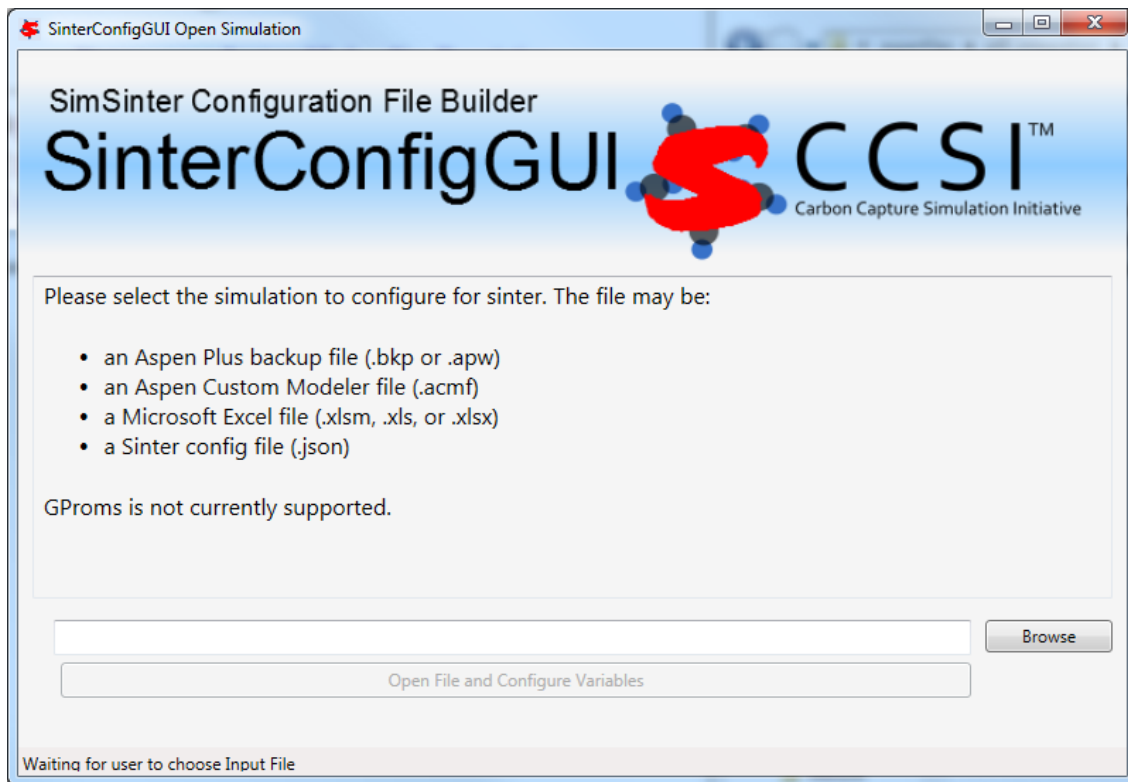 SinterConfigGUI Open Simulation
SimSinter Configuration File Builder
SinterConfigGUI
CCSI™
Carbon Capture Simulation Initiative
Please select the simulation to configure for sinter. The file may be:
• an Aspen Plus backup file (.bkp or .apw)
• an Aspen Custom Modeler file (.acmf)
• a Microsoft Excel file (.xlsm, .xls, or .xlsx)
• a Sinter config file (.json)
GProms is not currently supported.
Browse
Open File and Configure Variables
Waiting for user to choose Input File